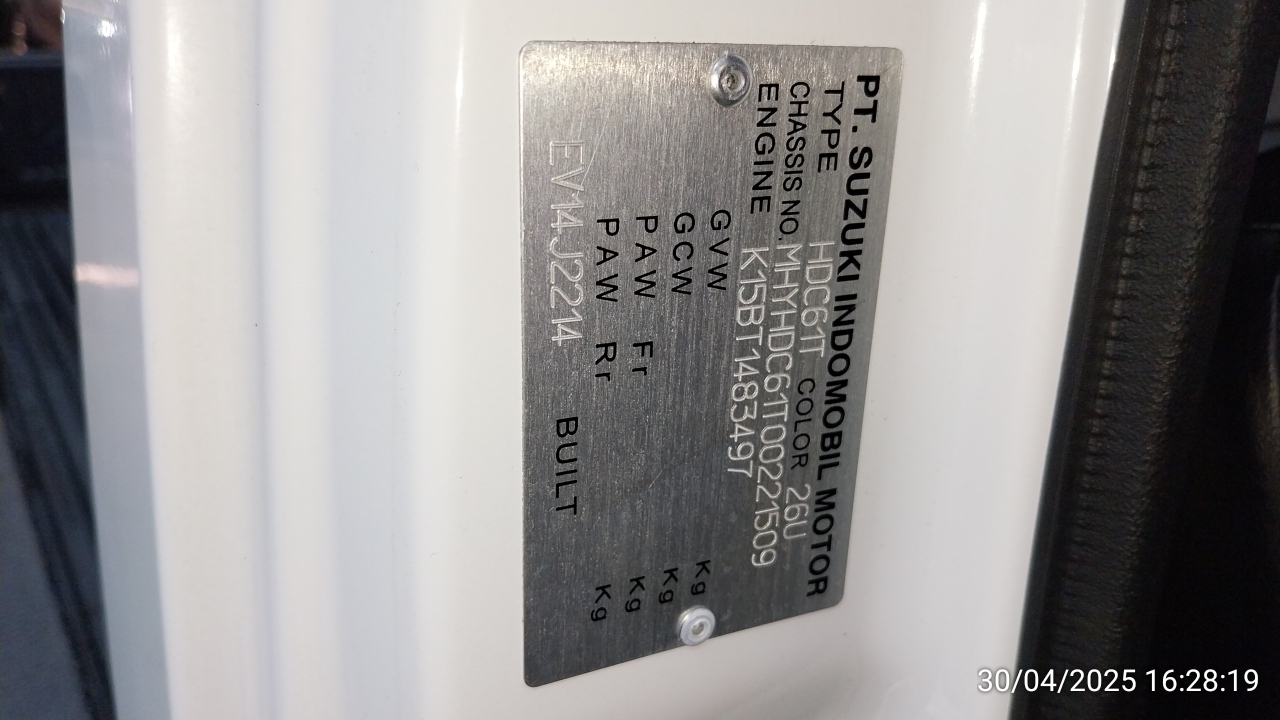 PT. SUZUKI INDOMOBIL MOTOR
TYPE HDC61T COLOR 26U
CHASSIS NO. MHYHDC61T00221509
ENGINE K15BT1483497
GVW Kg
GCW Kg
PAW Fr Kg
PAW Rr Kg
EV14J2214 BUILT
30/04/2025 16:28:19